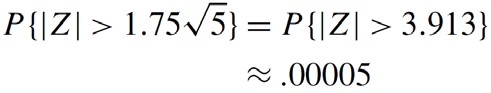 P{|Z| > 1.75√5} = P{|Z| > 3.913}
≈ .00005